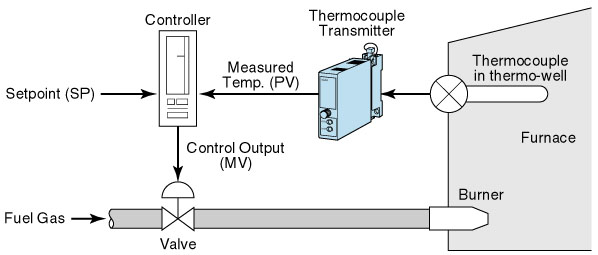 Controller
Thermocouple
Transmitter
Measured
Temp. (PV)
Thermocouple
in thermo-well
Setpoint (SP)
Furnace
Control Output
(MV)
Burner
Fuel Gas
Valve